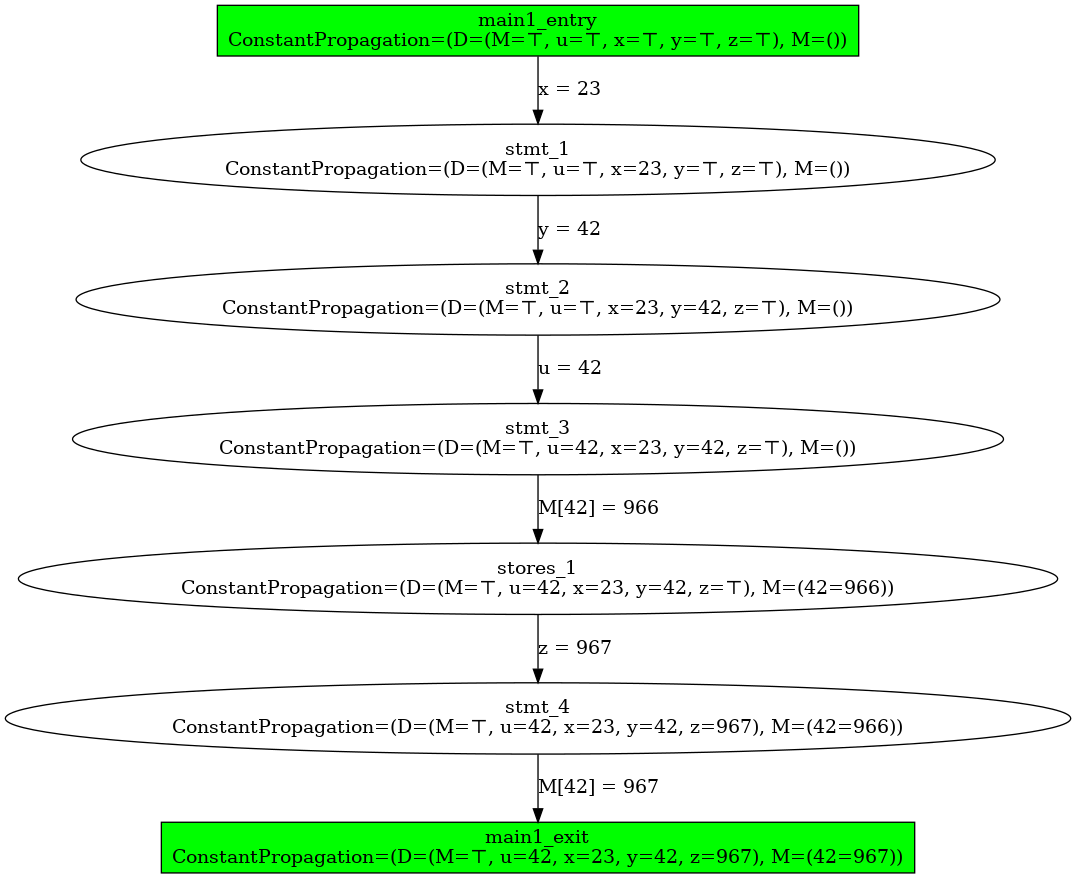 main1_entry
ConstantPropagation=(D=(M=⊤, u=⊤, x=⊤, y=⊤, z=⊤), M=())
x = 23
stmt_1
ConstantPropagation=(D=(M=⊤, u=⊤, x=23, y=⊤, z=⊤), M=())
y = 42
stmt_2
ConstantPropagation=(D=(M=⊤, u=⊤, x=23, y=42, z=⊤), M=())
u = 42
stmt_3
ConstantPropagation=(D=(M=⊤, u=42, x=23, y=42, z=⊤), M=())
M[42] = 966
stores_1
ConstantPropagation=(D=(M=⊤, u=42, x=23, y=42, z=⊤), M=(42=966))
z = 967
stmt_4
ConstantPropagation=(D=(M=⊤, u=42, x=23, y=42, z=967), M=(42=966))
M[42] = 967
main1_exit
ConstantPropagation=(D=(M=⊤, u=42, x=23, y=42, z=967), M=(42=967))